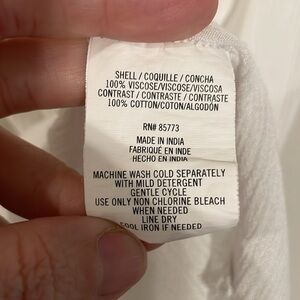 SHELL / COQUILLE / CONCHA
100% VISCOSE/VISCOSE/VISCOSA
CONTRAST / CONTRASTE / CONTRASTE
100% COTTON/COTON/ALGODÓN
RN# 85773
MADE IN INDIA
FABRIQUÉ EN INDE
HECHO EN INDIA
MACHINE WASH COLD SEPARATELY
WITH MILD DETERGENT
GENTLE CYCLE
USE ONLY NON CHLORINE BLEACH
WHEN NEEDED
LINE DRY
COOL IRON IF NEEDED